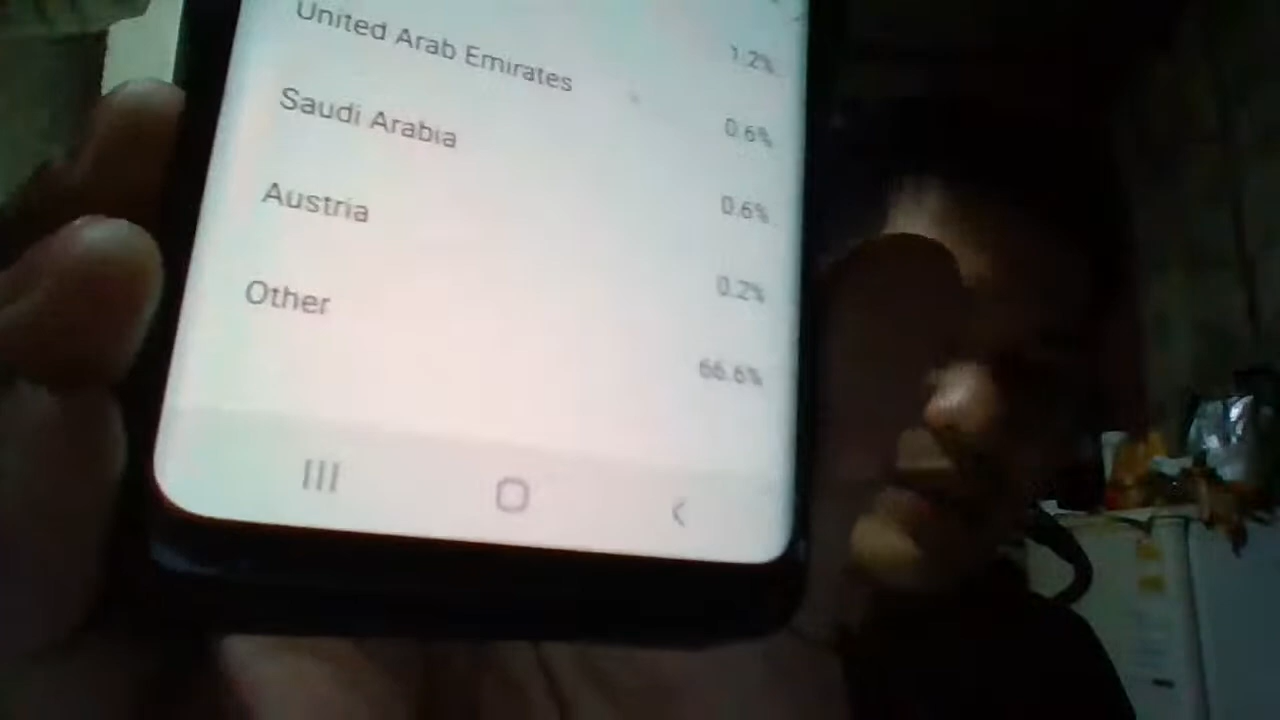 1.2%
United Arab Emirates 0.6%
Saudi Arabia 0.6%
Austria 0.2%
Other 66.6%